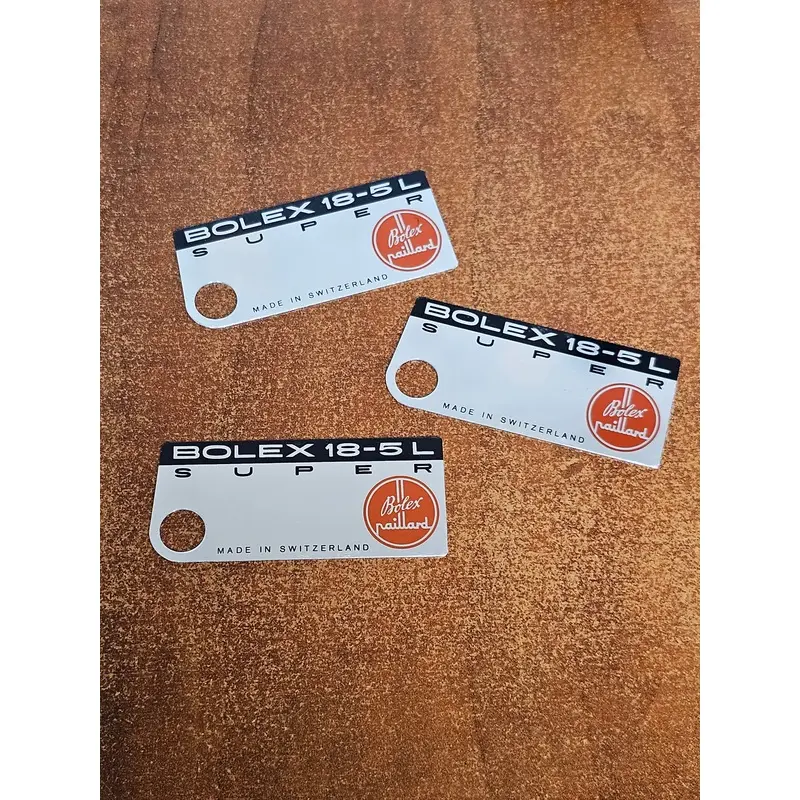 BOLEX 18-5 L
SUPER
Bolex
paillard
MADE IN SWITZERLAND
BOLEX 18-5 L
SUPER
Bolex
paillard
MADE IN SWITZERLAND
BOLEX 18-5 L
SUPER
Bolex
paillard
MADE IN SWITZERLAND